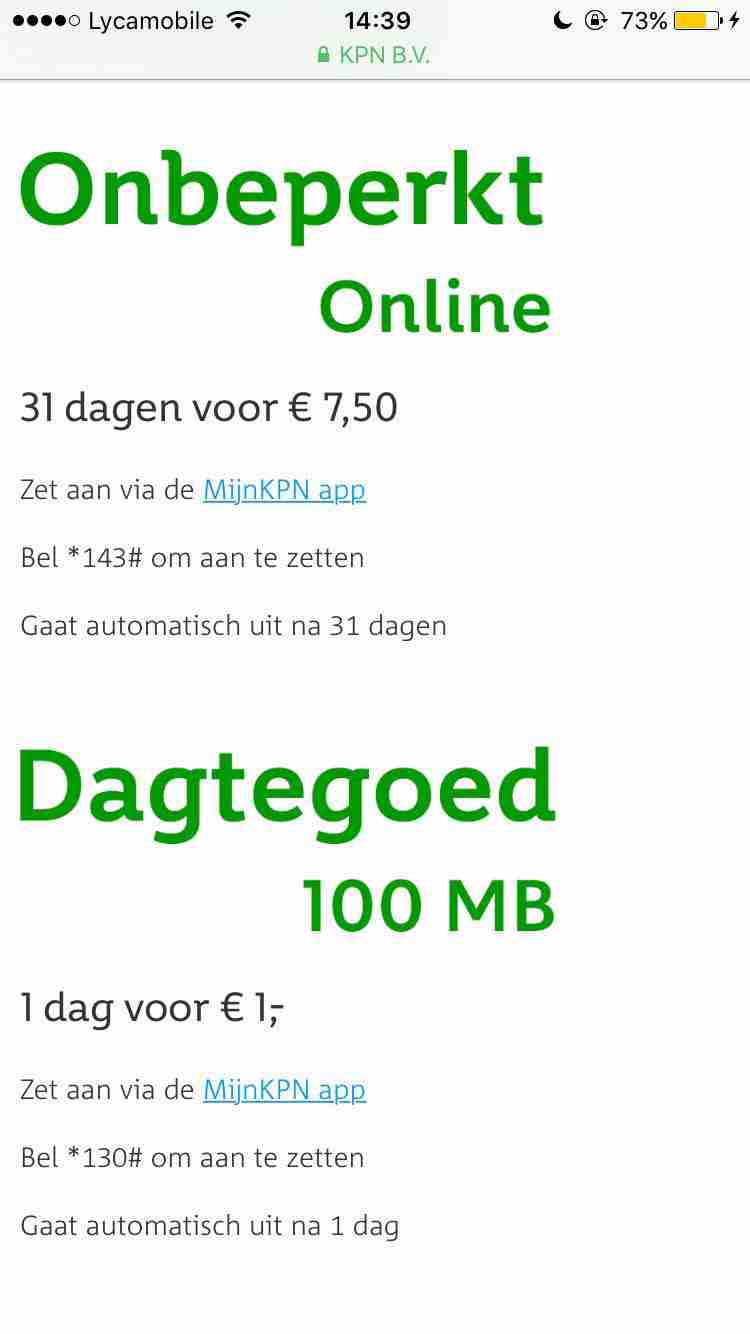 Lycamobile 14:39 73%
KPN B.V.
Onbeperkt
Online
31 dagen voor € 7,50
Zet aan via de MijnKPN app
Bel *143# om aan te zetten
Gaat automatisch uit na 31 dagen
Dagtegoed
100 MB
1 dag voor € 1,-
Zet aan via de MijnKPN app
Bel *130# om aan te zetten
Gaat automatisch uit na 1 dag